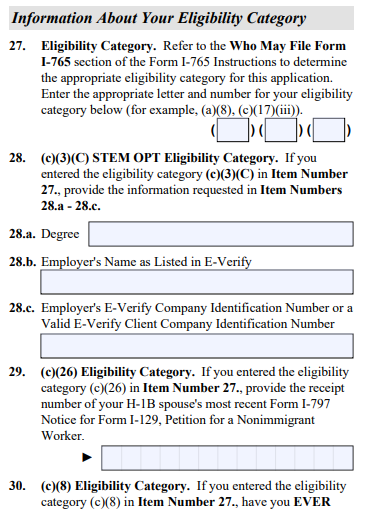 Information About Your Eligibility Category
27. Eligibility Category. Refer to the Who May File Form
I-765 section of the Form I-765 Instructions to determine
the appropriate eligibility category for this application.
Enter the appropriate letter and number for your eligibility
category below (for example, (a)(8), (c)(17)(iii)).
( ) ( ) ( )
28. (c)(3)(C) STEM OPT Eligibility Category. If you
entered the eligibility category (c)(3)(C) in Item Number
27., provide the information requested in Item Numbers
28.a - 28.c.
28.a. Degree
28.b. Employer's Name as Listed in E-Verify
28.c. Employer's E-Verify Company Identification Number or a
Valid E-Verify Client Company Identification Number
29. (c)(26) Eligibility Category. If you entered the eligibility
category (c)(26) in Item Number 27., provide the receipt
number of your H-1B spouse's most recent Form I-797
Notice for Form I-129, Petition for a Nonimmigrant
Worker.
30. (c)(8) Eligibility Category. If you entered the eligibility
category (c)(8) in Item Number 27., have you EVER